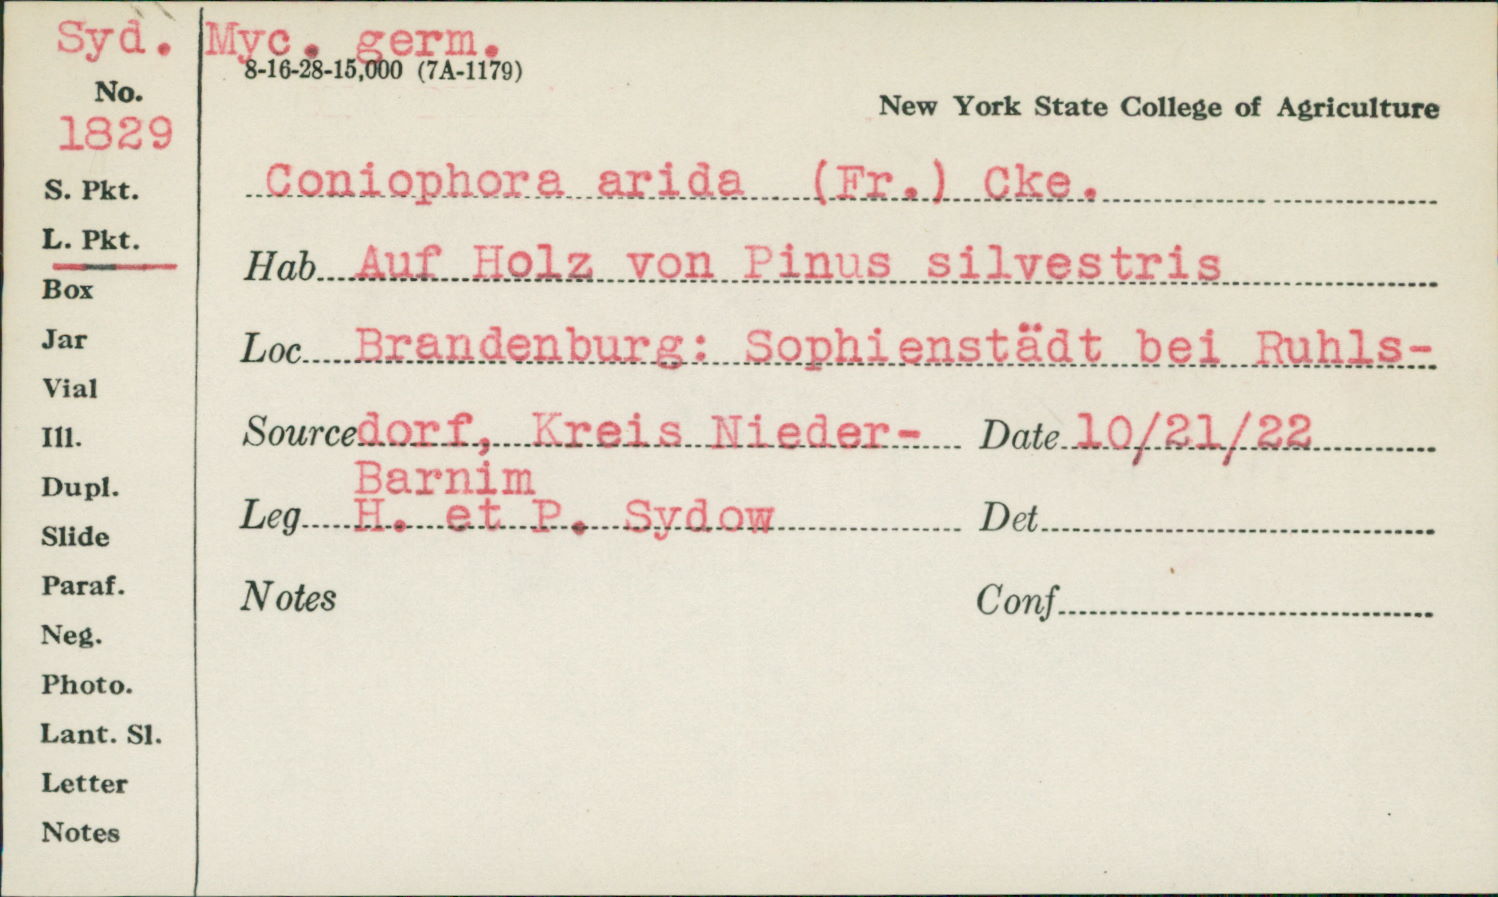 Syd. Myc. germ.
8-16-28-15,000 (7A-1179)
No.
1829
New York State College of Agriculture
S. Pkt.
Coniophora arida (Fr.) Cke.
L. Pkt.
Hab Auf Holz von Pinus silvestris
Box
Jar
Loc Brandenburg: Sophienstädt bei Ruhls-
Vial
Ill.
Source dorf, Kreis Nieder- Date 10/21/22
Barnim
Dupl.
Leg H. et P. Sydow Det
Slide
Paraf.
Notes Conf
Neg.
Photo.
Lant. Sl.
Letter
Notes